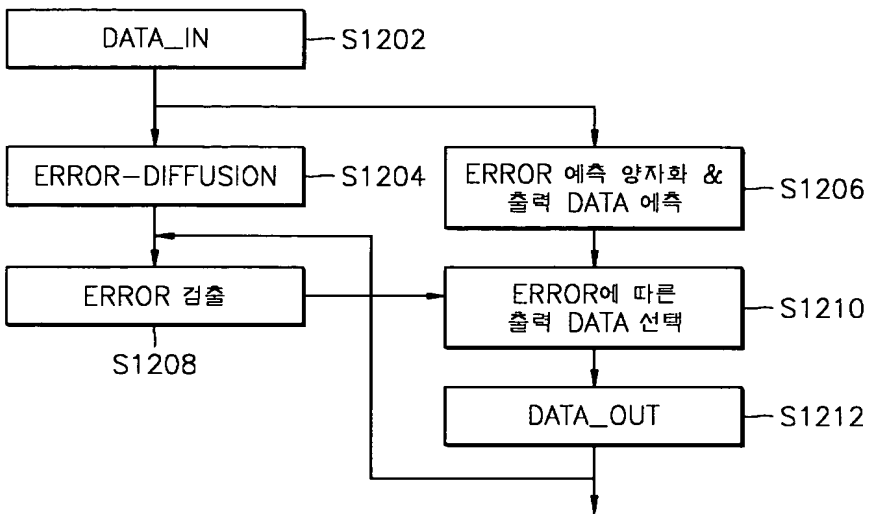 DATA_IN
S1202
ERROR-DIFFUSION
S1204
ERROR 예측 양자화 &
출력 DATA 예측
S1206
ERROR 검출
S1208
ERROR에 따른
출력 DATA 선택
S1210
DATA_OUT
S1212